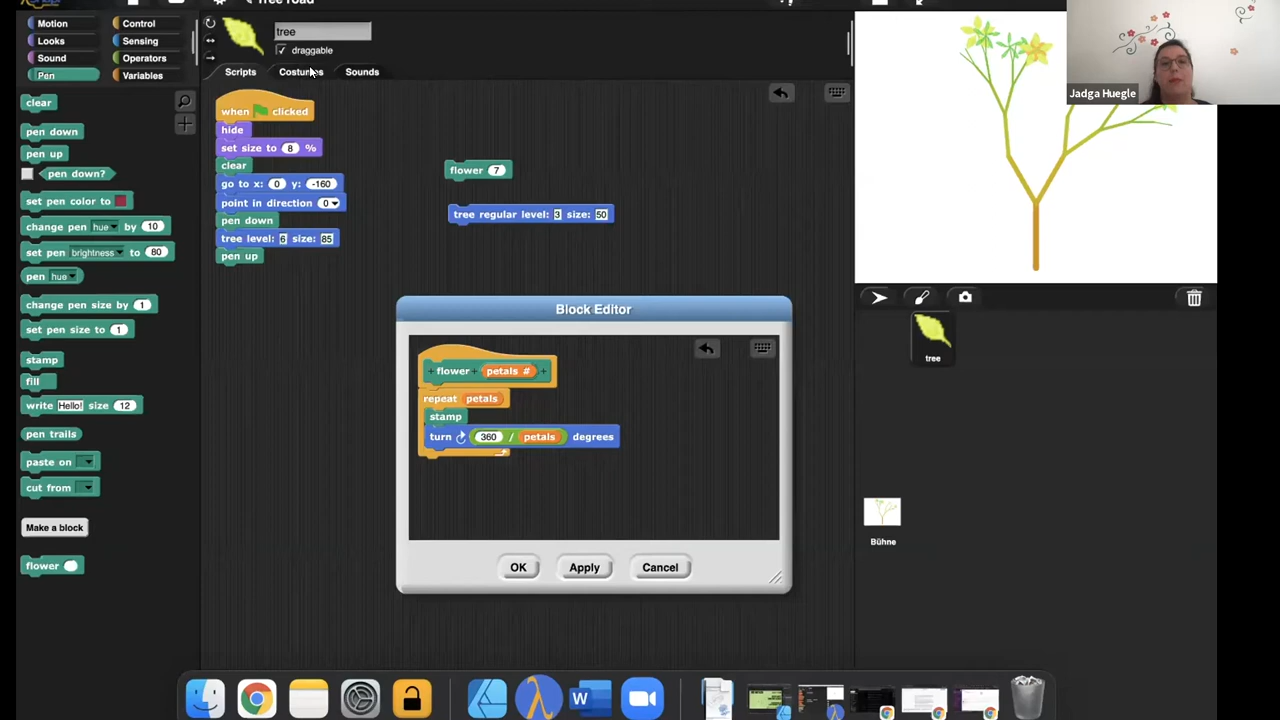 Tree road
Motion
Control
Looks
Sensing
Sound
Operators
Pen
Variables
clear
pen down
pen up
pen down?
set pen color to
change pen hue by 10
set pen brightness to 80
pen hue
change pen size by 1
set pen size to 1
stamp
fill
write Hello! size 12
pen trails
paste on
cut from
Make a block
flower
tree
draggable
Scripts
Costumes
Sounds
when clicked
hide
set size to 8 %
clear
go to x: 0 y: -160
point in direction 0
pen down
tree level: 6 size: 85
pen up
flower 7
tree regular level: 3 size: 50
Block Editor
+ flower + petals # +
repeat petals
stamp
turn 360 / petals degrees
OK
Apply
Cancel
Jadga Huegle
tree
Bühne
W